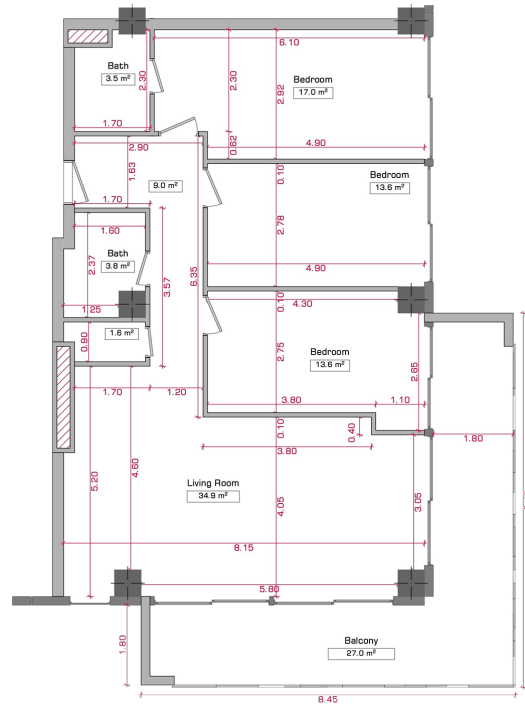 6.10
Bath
3.5 m²
2.30
2.30
2.92
Bedroom
17.0 m²
1.70
0.62
4.90
2.90
1.63
0.10
9.0 m²
Bedroom
13.6 m²
1.70
2.78
1.60
Bath
3.8 m²
2.37
6.35
4.90
3.57
1.25
0.10
4.30
0.90
1.6 m²
2.75
Bedroom
13.6 m²
2.65
1.70
1.20
3.80
1.10
0.10
0.40
1.80
3.80
5.20
4.60
Living Room
34.9 m²
4.05
3.05
8.15
5.80
1.80
Balcony
27.0 m²
8.45